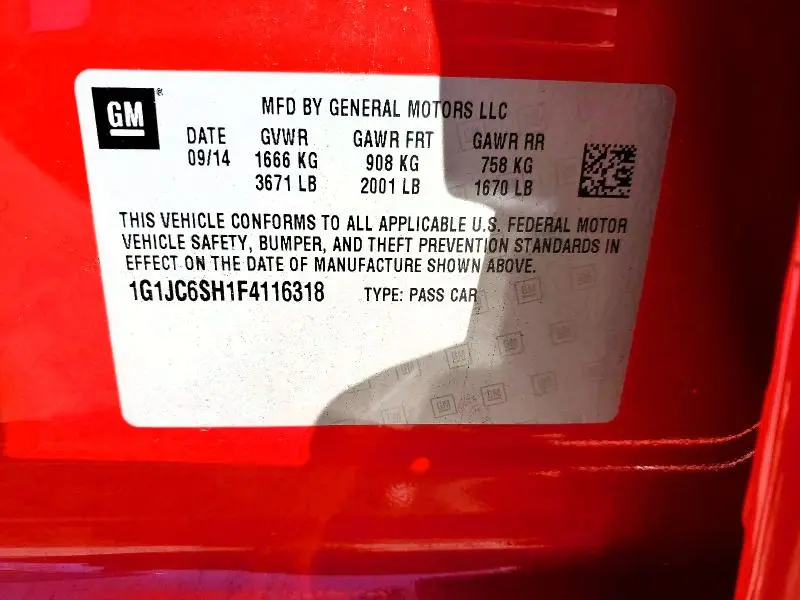 GM
MFD BY GENERAL MOTORS LLC
DATE GVWR GAWR FRT GAWR RR
09/14 1666 KG 908 KG 758 KG
3671 LB 2001 LB 1670 LB
THIS VEHICLE CONFORMS TO ALL APPLICABLE U.S. FEDERAL MOTOR
VEHICLE SAFETY, BUMPER, AND THEFT PREVENTION STANDARDS IN
EFFECT ON THE DATE OF MANUFACTURE SHOWN ABOVE.
1G1JC6SH1F4116318 TYPE: PASS CAR